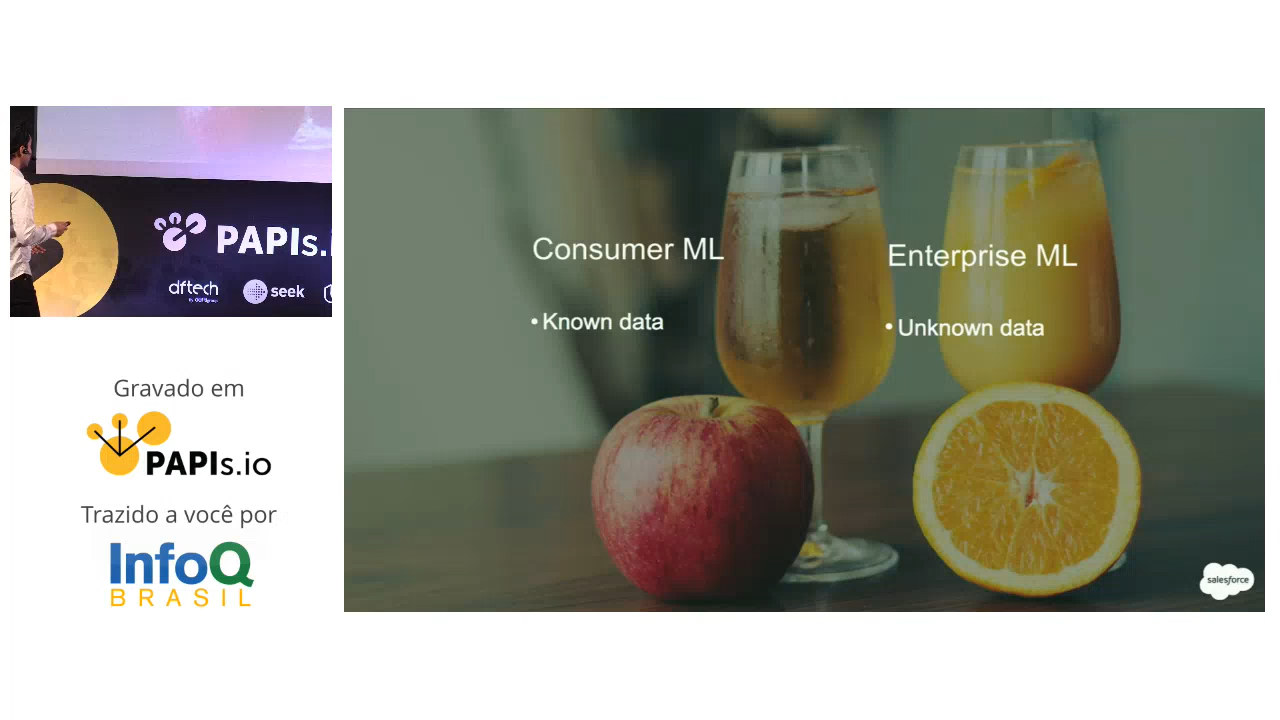 PAPIs.
dftech
seek
Gravado em
PAPIs.io
Trazido a você por
InfoQ
BRASIL
Consumer ML
• Known data
Enterprise ML
• Unknown data
salesforce